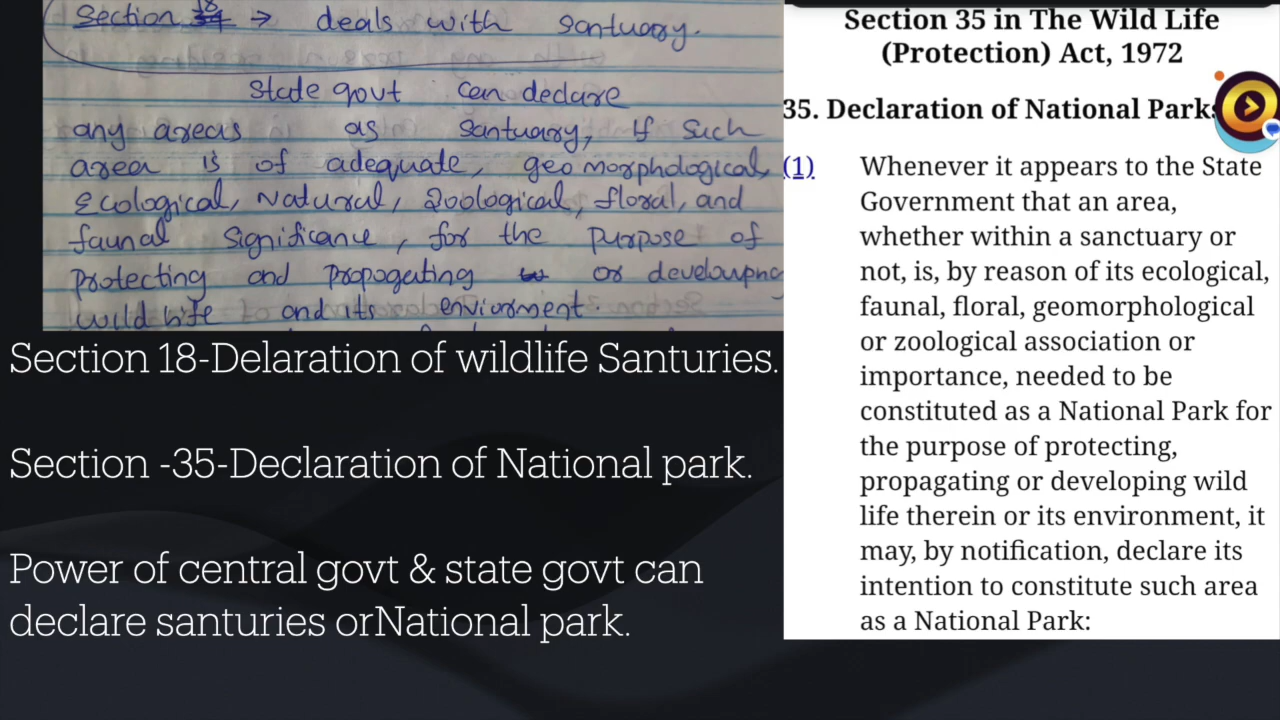 Section 18 → deals with Santuary.
State govt can declare
any areas as Santuary, If such
area is of adequate, geomorphological,
Ecological, Natural, Zoological, floral, and
faunal Significanve, for the purpose of
Protecting and Propogating or developing
wild life and its enviorment.
Section 18-Delaration of wildlife Santuries.
Section -35-Declaration of National park.
Power of central govt & state govt can
declare santuries orNational park.
Section 35 in The Wild Life
(Protection) Act, 1972
35. Declaration of National Parks
(1) Whenever it appears to the State
Government that an area,
whether within a sanctuary or
not, is, by reason of its ecological,
faunal, floral, geomorphological
or zoological association or
importance, needed to be
constituted as a National Park for
the purpose of protecting,
propagating or developing wild
life therein or its environment, it
may, by notification, declare its
intention to constitute such area
as a National Park: